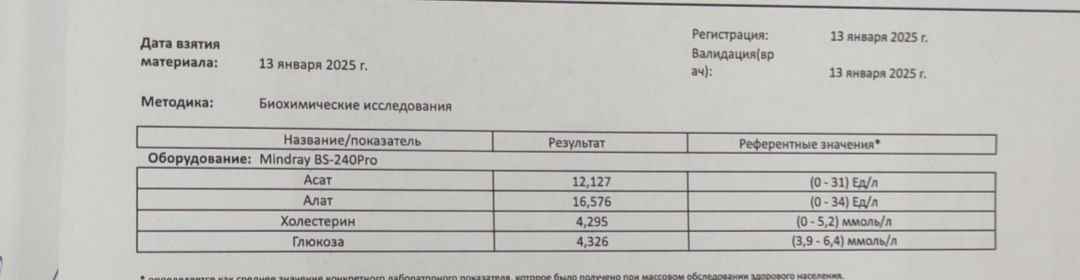 Дата взятия материала: 13 января 2025 г.
Регистрация: 13 января 2025 г.
Валидация(врач): 13 января 2025 г.
Методика: Биохимические исследования
Название/показатель Результат Референтные значения*
Оборудование: Mindray BS-240Pro
Асат 12,127 (0 - 31) Ед/л
Алат 16,576 (0 - 34) Ед/л
Холестерин 4,295 (0 - 5,2) ммоль/л
Глюкоза 4,326 (3,9 - 6,4) ммоль/л
* определяется как среднее значение конкретного лабораторного показателя, которое было получено при массовом обследовании здорового населения.